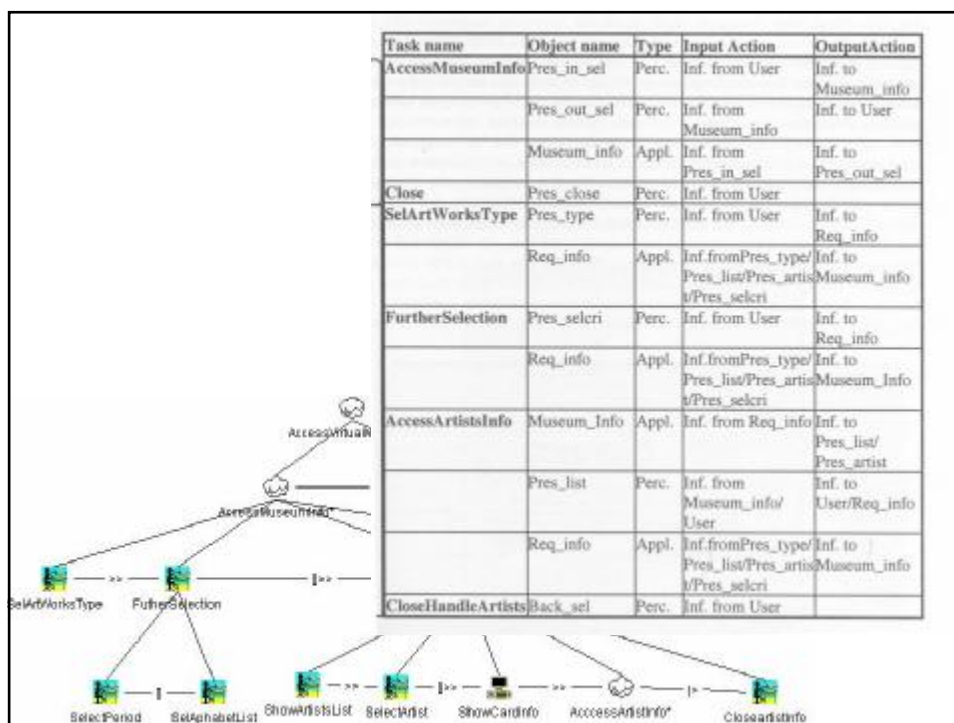 Task name Object name Type Input Action OutputAction
AccessMuseumInfo Pres_in_sel Perc. Inf. from User Inf. to
Museum_info
Pres_out_sel Perc. Inf. from Inf. to User
Museum_info
Museum_info Appl. Inf. from Inf. to
Pres_in_sel Pres_out_sel
Close Pres_close Perc. Inf. from User
SelArtWorksType Pres_type Perc. Inf. from User Inf. to
Req_info
Req_info Appl. Inf.fromPres_type/ Inf. to
Pres_list/Pres_artis Museum_info
t/Pres_selcri
FurtherSelection Pres_selcri Perc. Inf. from User Inf. to
Req_info
Req_info Appl. Inf.fromPres_type/ Inf. to
Pres_list/Pres_artis Museum_Info
t/Pres_selcri
AccessArtistsInfo Museum_Info Appl. Inf. from Req_info Inf. to
Pres_list/
Pres_artist
Pres_list Perc. Inf. from Inf. to
Museum_info/ User/Req_info
User
Req_info Appl. Inf.fromPres_type/ Inf. to
Pres_list/Pres_artis Museum_info
t/Pres_selcri
CloseHandleArtists Back_sel Perc. Inf. from User
AccessVirtual
AccessMuseumInfo*
>> []>>
SelArtWorksType FutherSelection
[] >> []>> >> [>
SelectPeriod SelAphabetList ShowArtistsList SelectArtist ShowCardInfo AcccessArtistInfo* CloseartistInfo